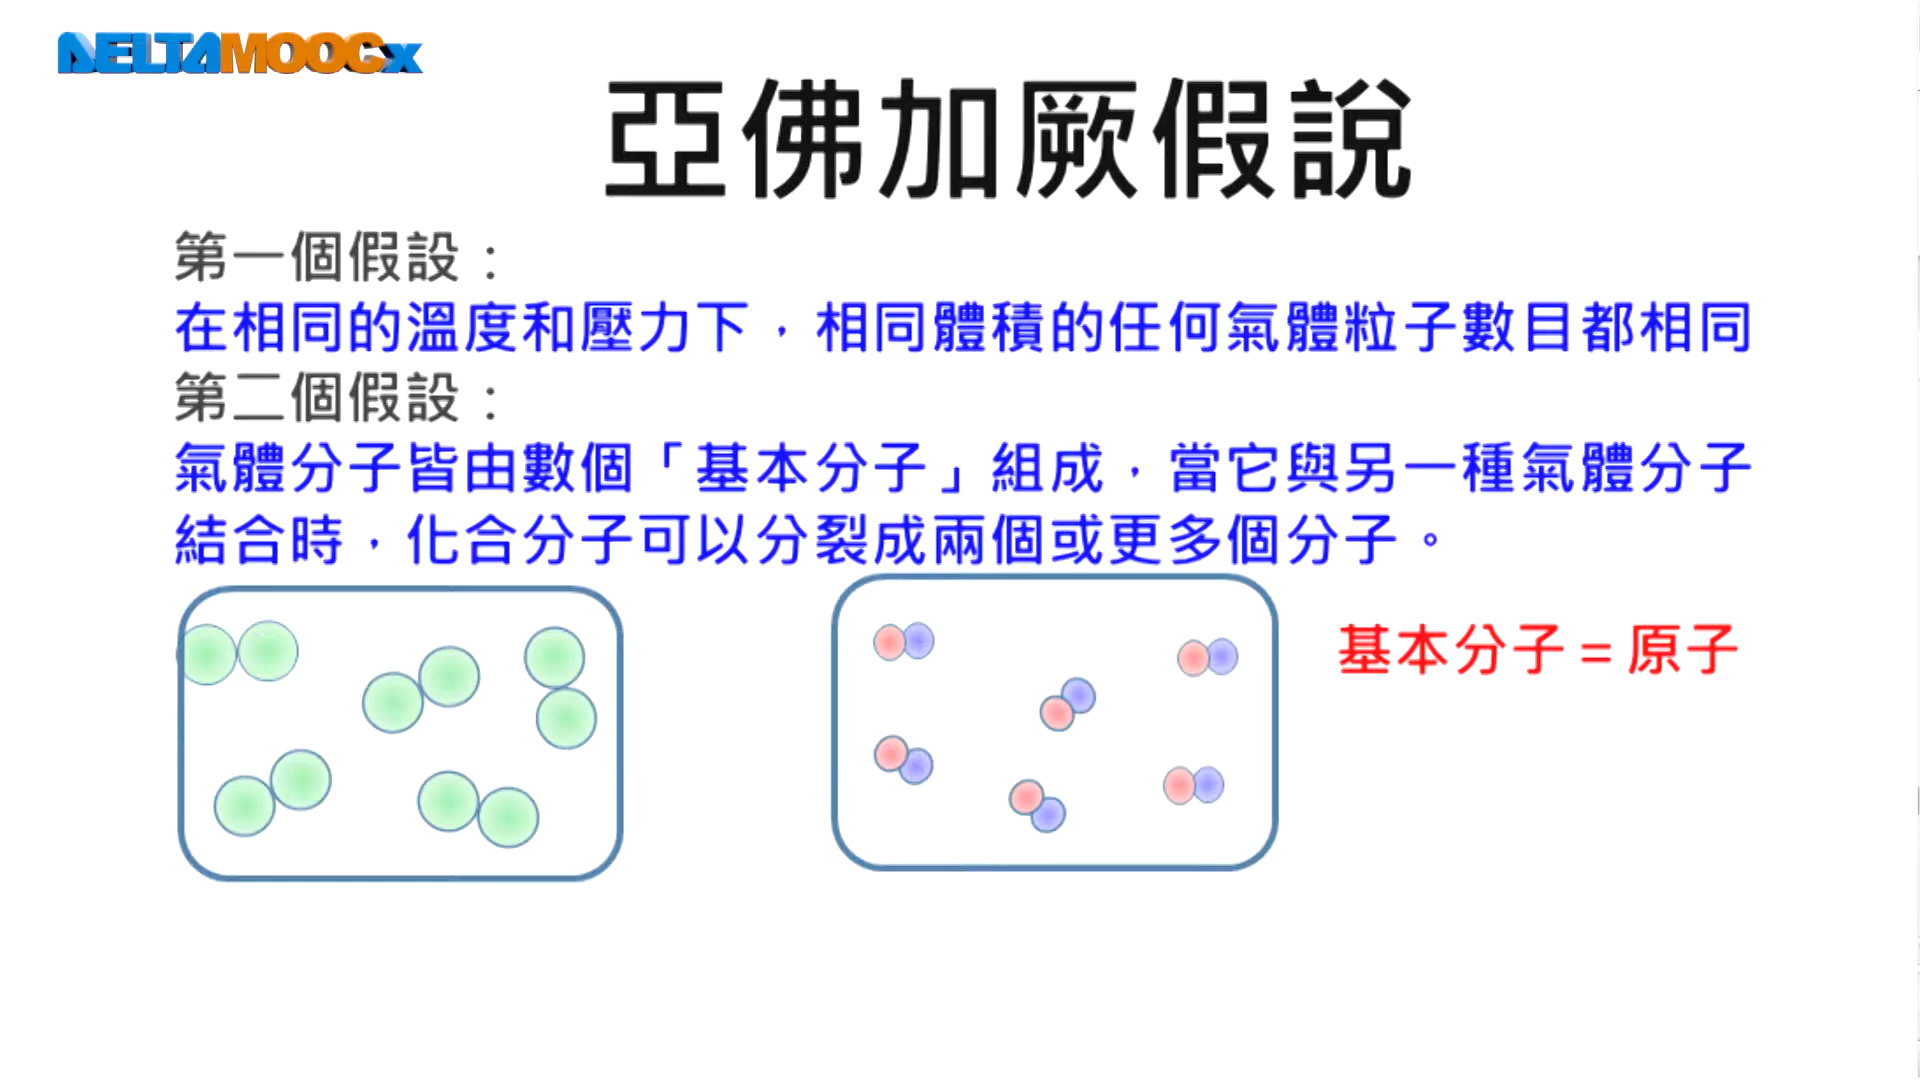 DELTAMOOCx
亞佛加厥假說
第一個假設：
在相同的溫度和壓力下，相同體積的任何氣體粒子數目都相同
第二個假設：
氣體分子皆由數個「基本分子」組成，當它與另一種氣體分子
結合時，化合分子可以分裂成兩個或更多個分子。
基本分子＝原子